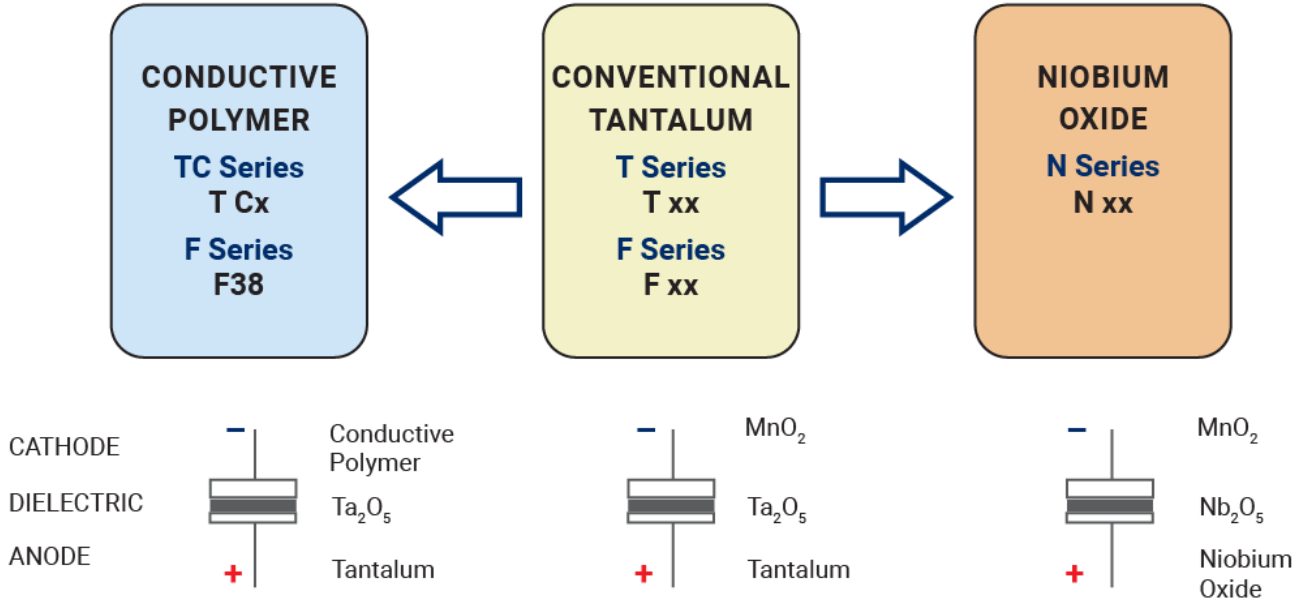 CONDUCTIVE
POLYMER
TC Series
T Cx
F Series
F38
CONVENTIONAL
TANTALUM
T Series
T xx
F Series
F xx
NIOBIUM
OXIDE
N Series
N xx
CATHODE
DIELECTRIC
ANODE
−
Conductive
Polymer
Ta₂O₅
+
Tantalum
−
MnO₂
Ta₂O₅
+
Tantalum
−
MnO₂
Nb₂O₅
+
Niobium
Oxide